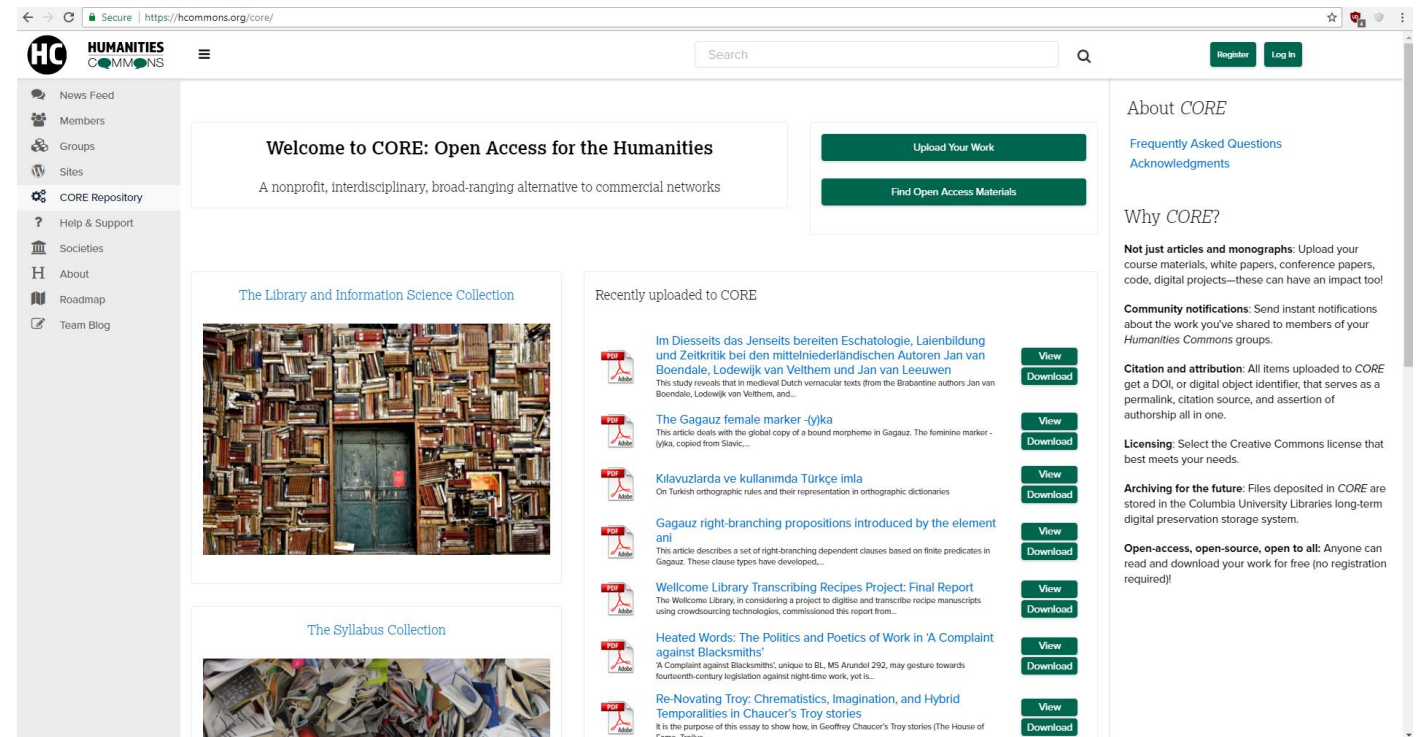 Secure | https://hcommons.org/core/
HC
HUMANITIES
COMMONS
Search
Register
Log In
News Feed
Members
Groups
Sites
CORE Repository
Help & Support
Societies
About
Roadmap
Team Blog
Welcome to CORE: Open Access for the Humanities
A nonprofit, interdisciplinary, broad-ranging alternative to commercial networks
Upload Your Work
Find Open Access Materials
The Library and Information Science Collection
The Syllabus Collection
Recently uploaded to CORE
PDF
Adobe
Im Diesseits das Jenseits bereiten Eschatologie, Laienbildung
und Zeitkritik bei den mittelniederländischen Autoren Jan van
Boendale, Lodewijk van Velthem und Jan van Leeuwen
This study reveals that in medieval Dutch vernacular texts (from the Brabantine authors Jan van
Boendale, Lodewijk van Velthem, and...
View
Download
PDF
Adobe
The Gagauz female marker -(y)ka
This article deals with the global copy of a bound morpheme in Gagauz. The feminine marker -
(y)ka, copied from Slavic,...
View
Download
PDF
Adobe
Kılavuzlarda ve kullanımda Türkçe imla
On Turkish orthographic rules and their representation in orthographic dictionaries
View
Download
PDF
Adobe
Gagauz right-branching propositions introduced by the element
ani
This article describes a set of right-branching dependent clauses based on finite predicates in
Gagauz. These clause types have developed,...
View
Download
PDF
Adobe
Wellcome Library Transcribing Recipes Project: Final Report
The Wellcome Library, in considering a project to digitise and transcribe recipe manuscripts
using crowdsourcing technologies, commissioned this report from...
View
Download
PDF
Adobe
Heated Words: The Politics and Poetics of Work in ‘A Complaint
against Blacksmiths’
‘A Complaint against Blacksmiths’, unique to BL, MS Arundel 292, may gesture towards
fourteenth-century legislation against night-time work, yet is...
View
Download
PDF
Adobe
Re-Novating Troy: Chrematistics, Imagination, and Hybrid
Temporalities in Chaucer’s Troy stories
It is the purpose of this essay to show how, in Geoffrey Chaucer’s Troy stories (The House of
View
Download
About CORE
Frequently Asked Questions
Acknowledgments
Why CORE?
Not just articles and monographs: Upload your
course materials, white papers, conference papers,
code, digital projects—these can have an impact too!
Community notifications: Send instant notifications
about the work you've shared to members of your
Humanities Commons groups.
Citation and attribution: All items uploaded to CORE
get a DOI, or digital object identifier, that serves as a
permalink, citation source, and assertion of
authorship all in one.
Licensing: Select the Creative Commons license that
best meets your needs.
Archiving for the future: Files deposited in CORE are
stored in the Columbia University Libraries long-term
digital preservation storage system.
Open-access, open-source, open to all: Anyone can
read and download your work for free (no registration
required)!